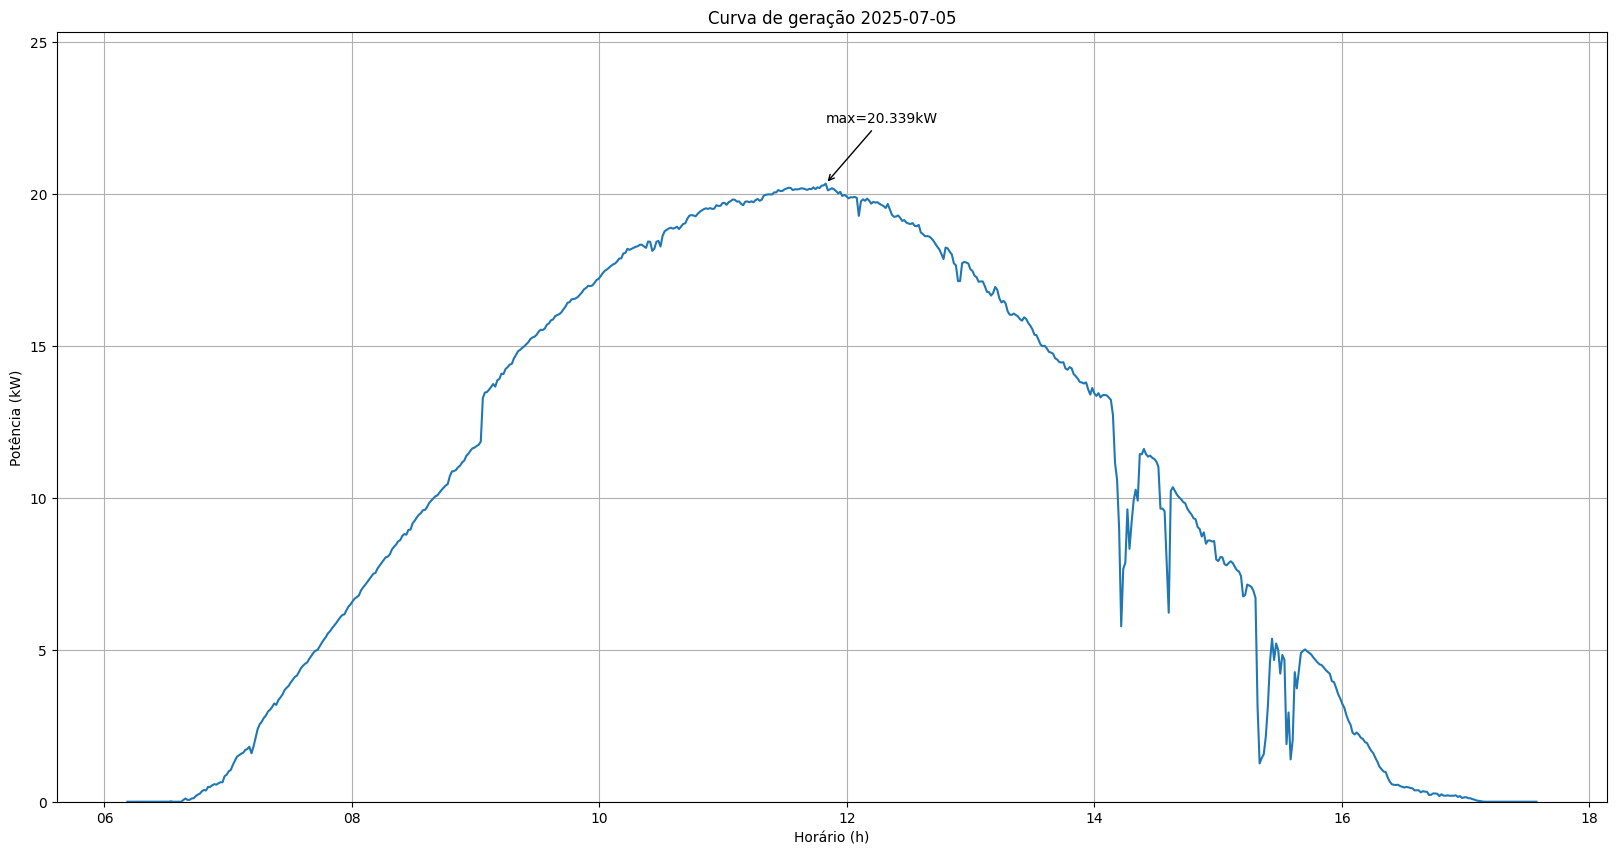 Curva de geração 2025-07-05
25
max=20.339kW
20
15
Potência (kW)
10
5
0
06 08 10 12 14 16 18
Horário (h)